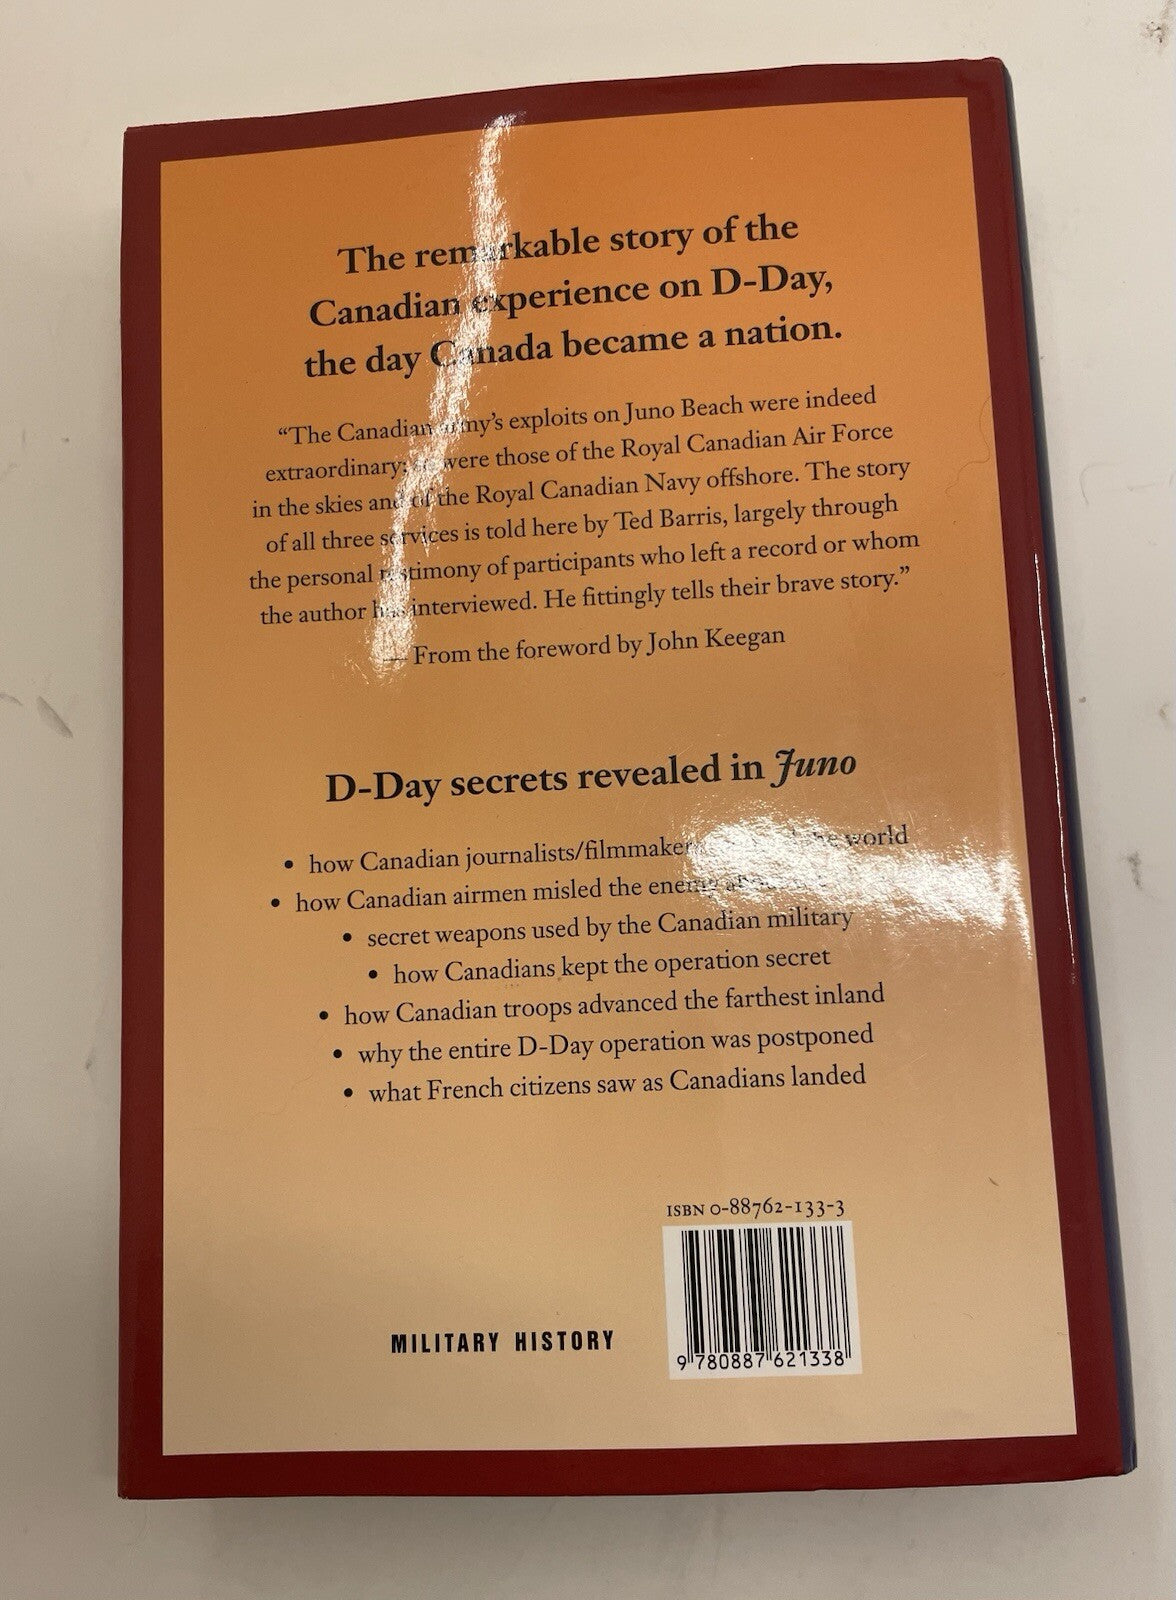 The remarkable story of the
Canadian experience on D-Day,
the day Canada became a nation.
“The Canadian army’s exploits on Juno Beach were indeed
extraordinary; so were those of the Royal Canadian Air Force
in the skies and of the Royal Canadian Navy offshore. The story
of all three services is told here by Ted Barris, largely through
the personal testimony of participants who left a record or whom
the author has interviewed. He fittingly tells their brave story.”
— From the foreword by John Keegan
D-Day secrets revealed in Juno
• how Canadian journalists/filmmakers the world
• how Canadian airmen misled the enemy
• secret weapons used by the Canadian military
• how Canadians kept the operation secret
• how Canadian troops advanced the farthest inland
• why the entire D-Day operation was postponed
• what French citizens saw as Canadians landed
ISBN 0-88762-133-3
9 780887 621338
MILITARY HISTORY